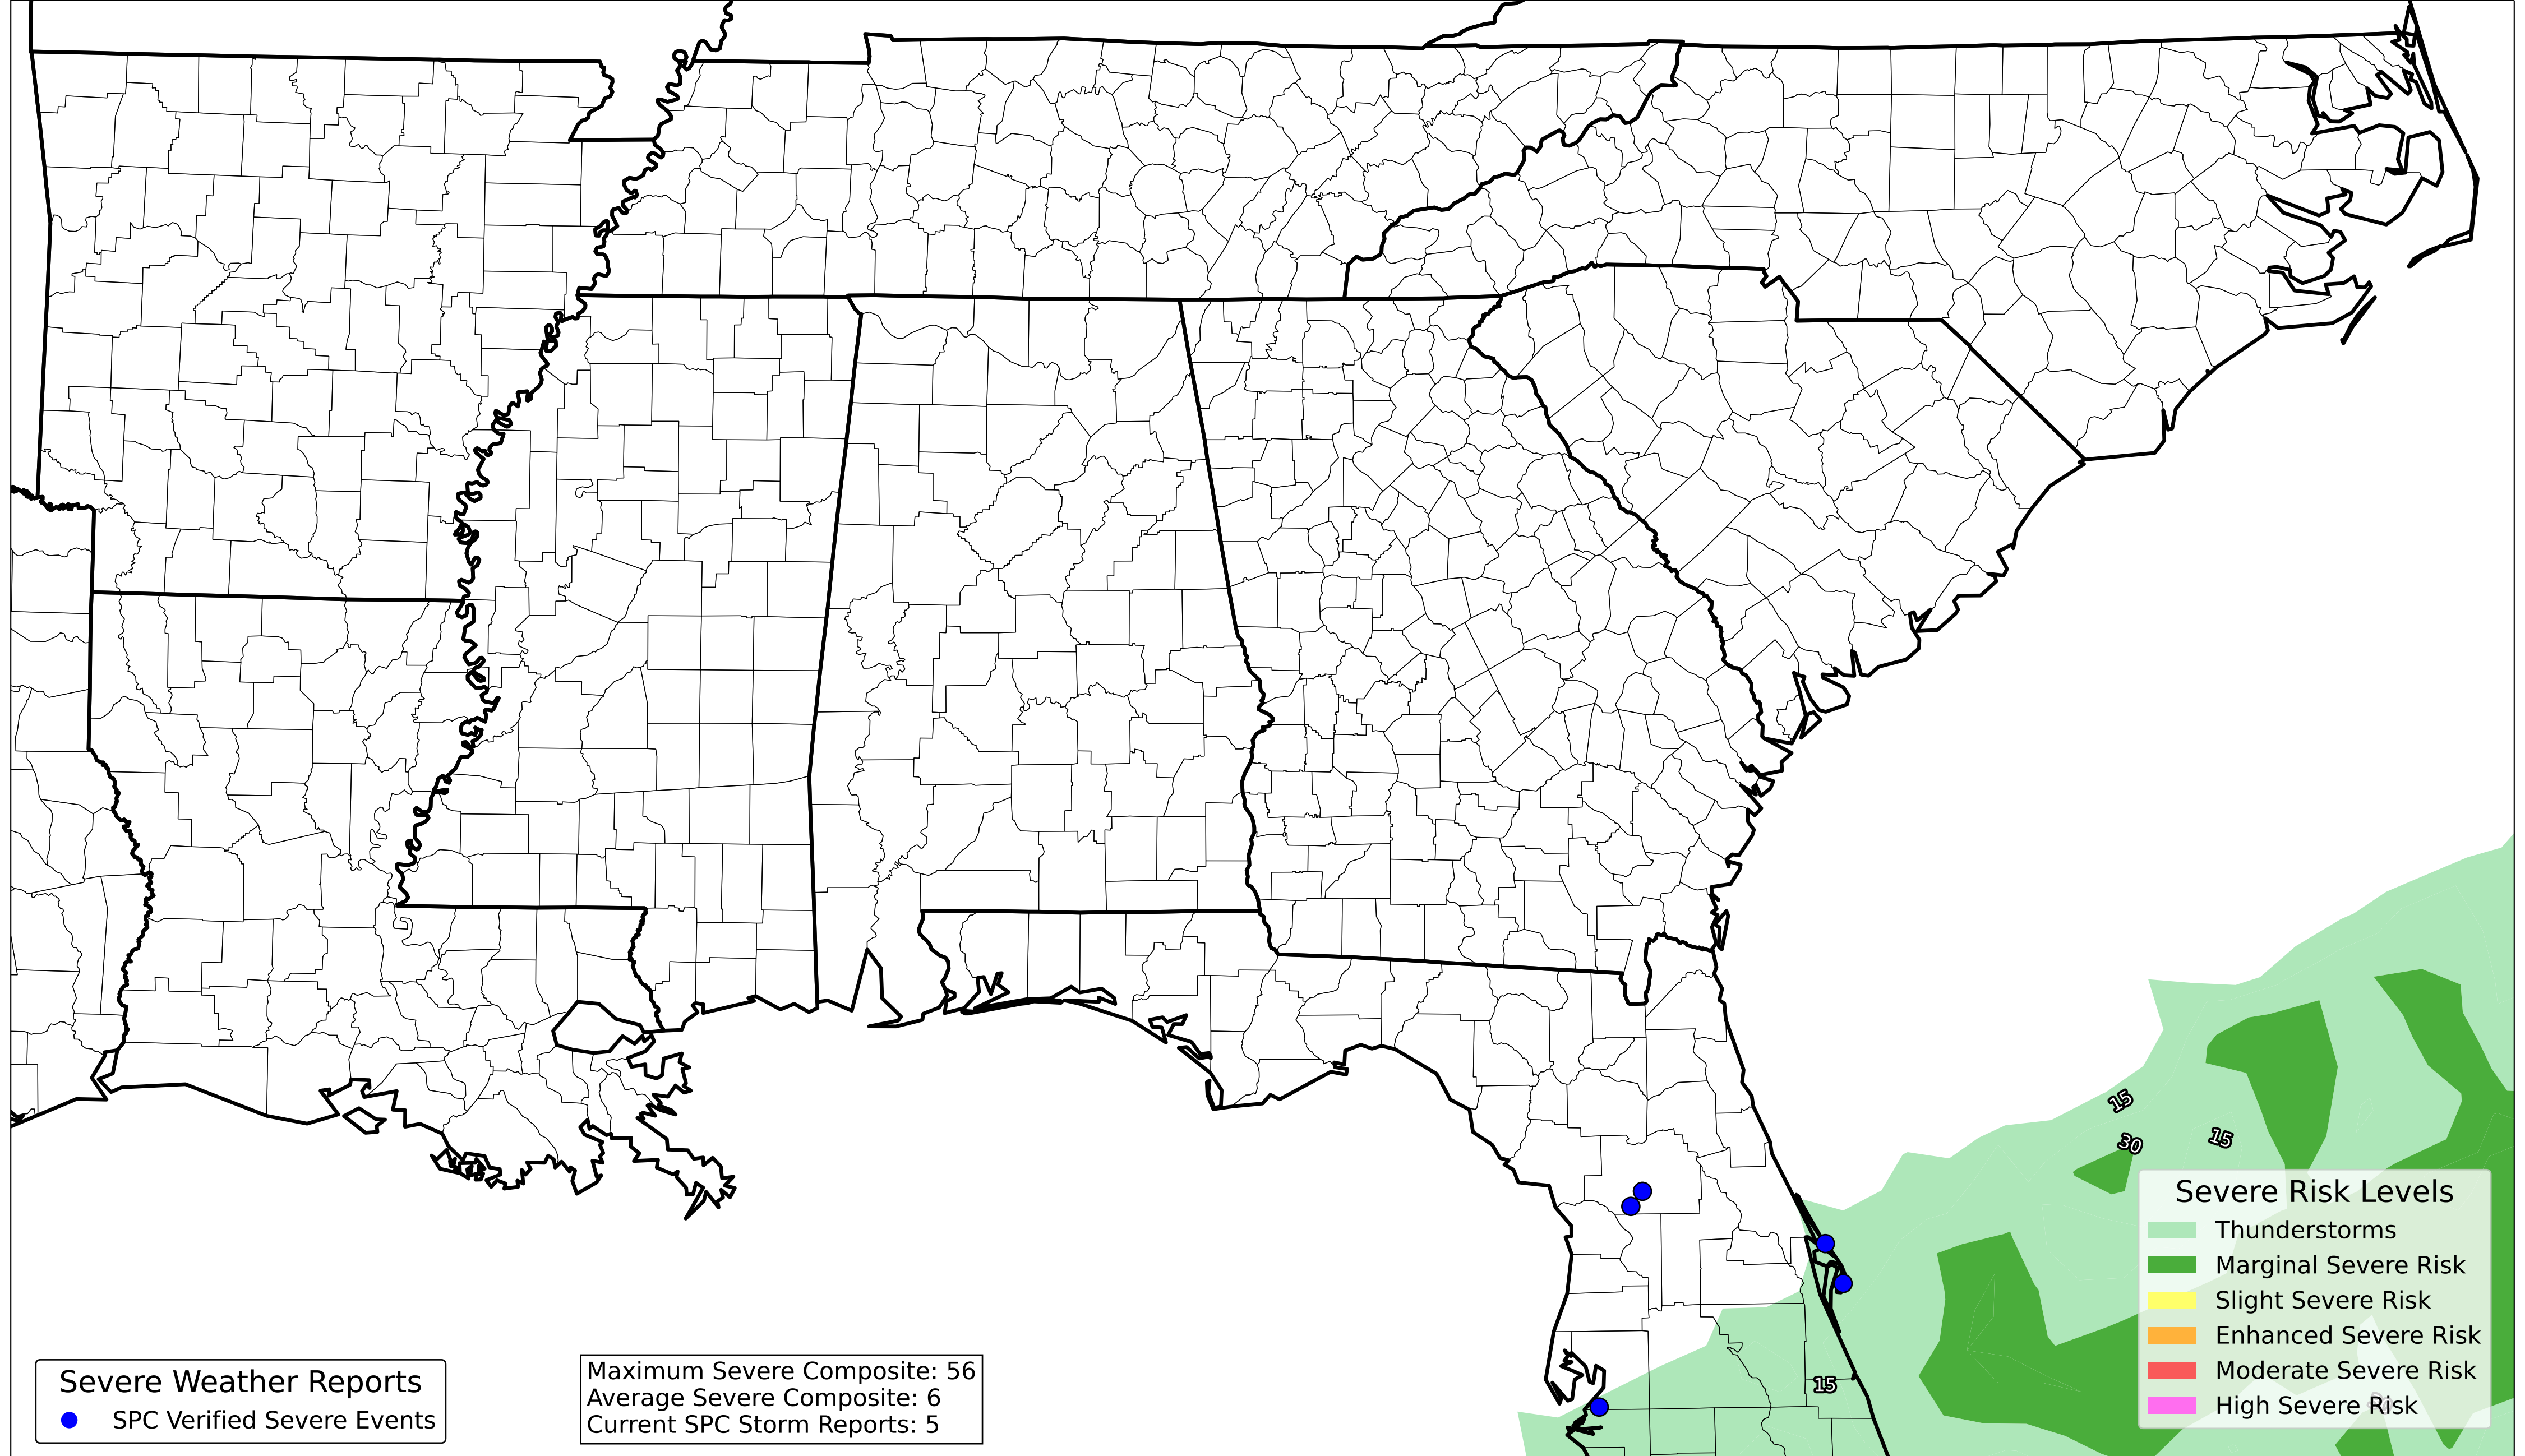 15
30
15
Severe Risk Levels
Thunderstorms
Marginal Severe Risk
Slight Severe Risk
Enhanced Severe Risk
Moderate Severe Risk
High Severe Risk
15
Severe Weather Reports
SPC Verified Severe Events
Maximum Severe Composite: 56
Average Severe Composite: 6
Current SPC Storm Reports: 5